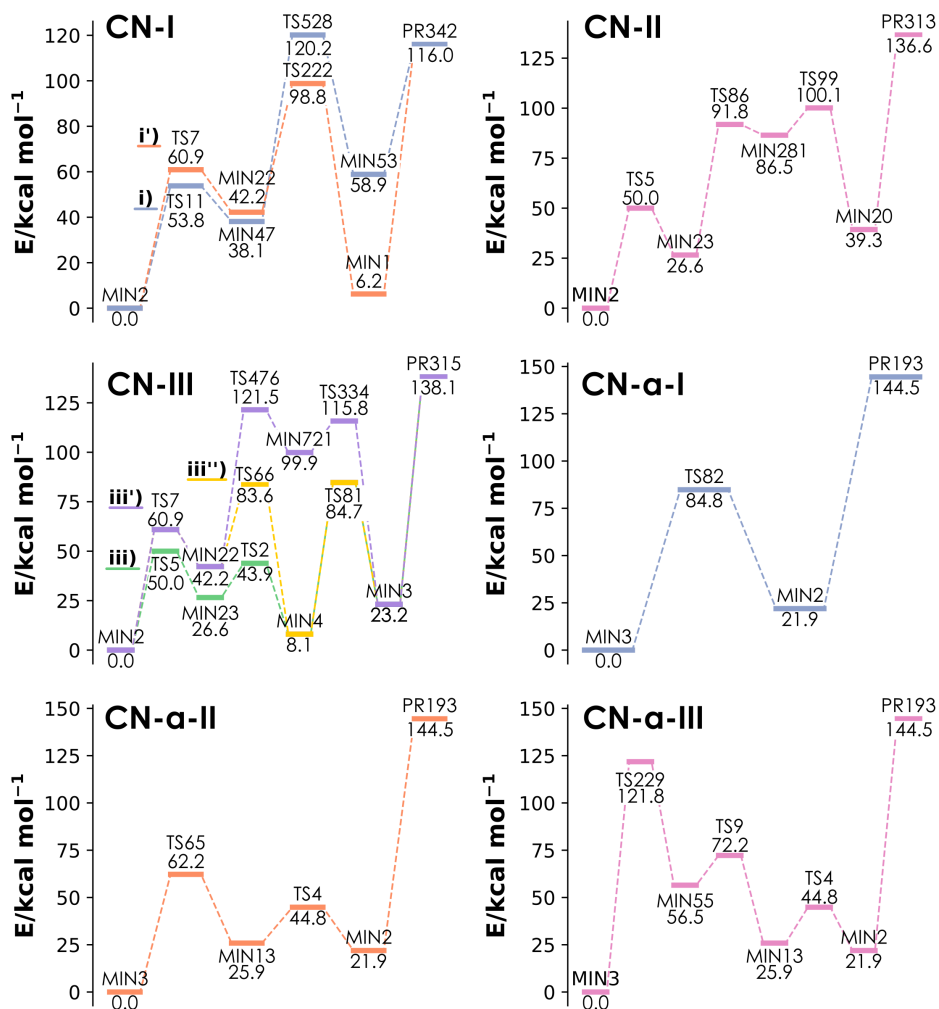 CN-I
E/kcal mol⁻¹
120
100
80
60
40
20
0
i')
i)
MIN2
0.0
TS7
60.9
TS11
53.8
MIN22
42.2
MIN47
38.1
TS528
120.2
TS222
98.8
MIN53
58.9
MIN1
6.2
PR342
116.0
CN-II
E/kcal mol⁻¹
125
100
75
50
25
0
MIN2
0.0
TS5
50.0
MIN23
26.6
TS86
91.8
MIN281
86.5
TS99
100.1
MIN20
39.3
PR313
136.6
CN-III
E/kcal mol⁻¹
125
100
75
50
25
0
iii'')
iii')
iii)
MIN2
0.0
TS7
60.9
TS5
50.0
MIN22
42.2
MIN23
26.6
TS476
121.5
TS66
83.6
TS2
43.9
MIN721
99.9
MIN4
8.1
TS334
115.8
TS81
84.7
MIN3
23.2
PR315
138.1
CN-a-I
E/kcal mol⁻¹
150
125
100
75
50
25
0
MIN3
0.0
TS82
84.8
MIN2
21.9
PR193
144.5
CN-a-II
E/kcal mol⁻¹
150
125
100
75
50
25
0
MIN3
0.0
TS65
62.2
MIN13
25.9
TS4
44.8
MIN2
21.9
PR193
144.5
CN-a-III
E/kcal mol⁻¹
150
125
100
75
50
25
0
MIN3
0.0
TS229
121.8
MIN55
56.5
TS9
72.2
MIN13
25.9
TS4
44.8
MIN2
21.9
PR193
144.5